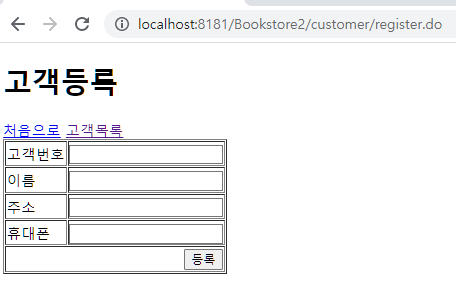 localhost:8181/Bookstore2/customer/register.do
고객등록
처음으로 고객목록
고객번호
이름
주소
휴대폰
등록